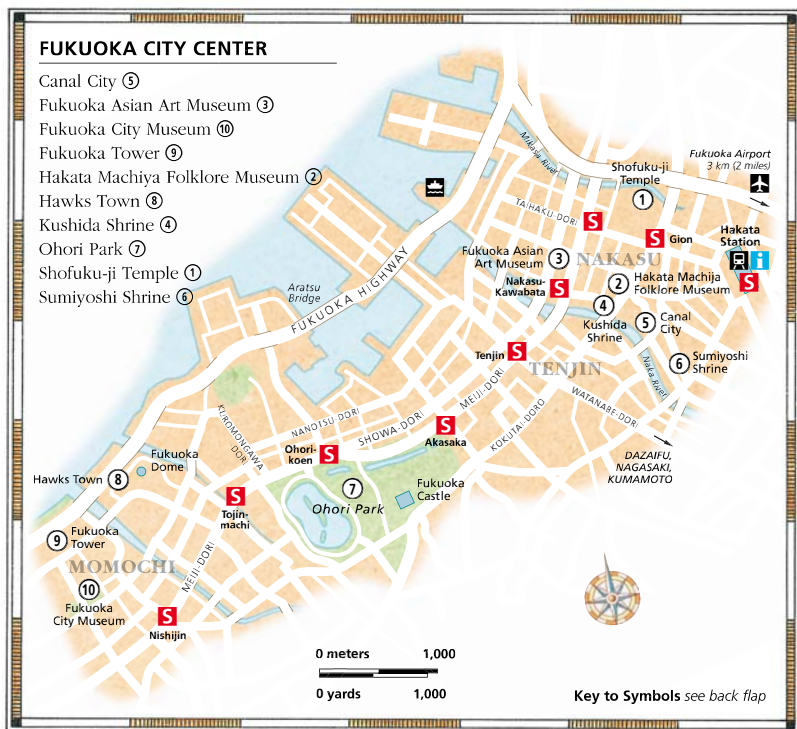 FUKUOKA CITY CENTER
Canal City ⑤
Fukuoka Asian Art Museum ③
Fukuoka City Museum ⑩
Fukuoka Tower ⑨
Hakata Machiya Folklore Museum ②
Hawks Town ⑧
Kushida Shrine ④
Ohori Park ⑦
Shofuku-ji Temple ①
Sumiyoshi Shrine ⑥
Mikasa River
Fukuoka Airport
3 km (2 miles)
Shofuku-ji
Temple
①
TAIHAKU-DORI
S
S
Gion
Hakata
Station
i
S
Fukuoka Asian
Art Museum
③
NAKASU
Nakasu-
Kawabata
S
②
Hakata Machija
Folklore Museum
④
Kushida
Shrine
⑤
Canal
City
Aratsu
Bridge
FUKUOKA HIGHWAY
Tenjin
S
TENJIN
Naka River
⑥
Sumiyoshi
Shrine
MEIJI-DORI
WATANABE-DORI
KUROMONGAWA
DORI
NANOTSU-DORI
SHOWA-DORI
S
Akasaka
KOKUTAI-DORO
DAZAIFU,
NAGASAKI,
KUMAMOTO
Ohori-
koen
S
Fukuoka
Dome
Hawks Town
⑧
S
Tojin-
machi
⑦
Ohori Park
Fukuoka
Castle
⑨
Fukuoka
Tower
MOMOCHI
MEIJI-DORI
⑩
Fukuoka
City Museum
S
Nishijin
0 meters 1,000
0 yards 1,000
Key to Symbols see back flap